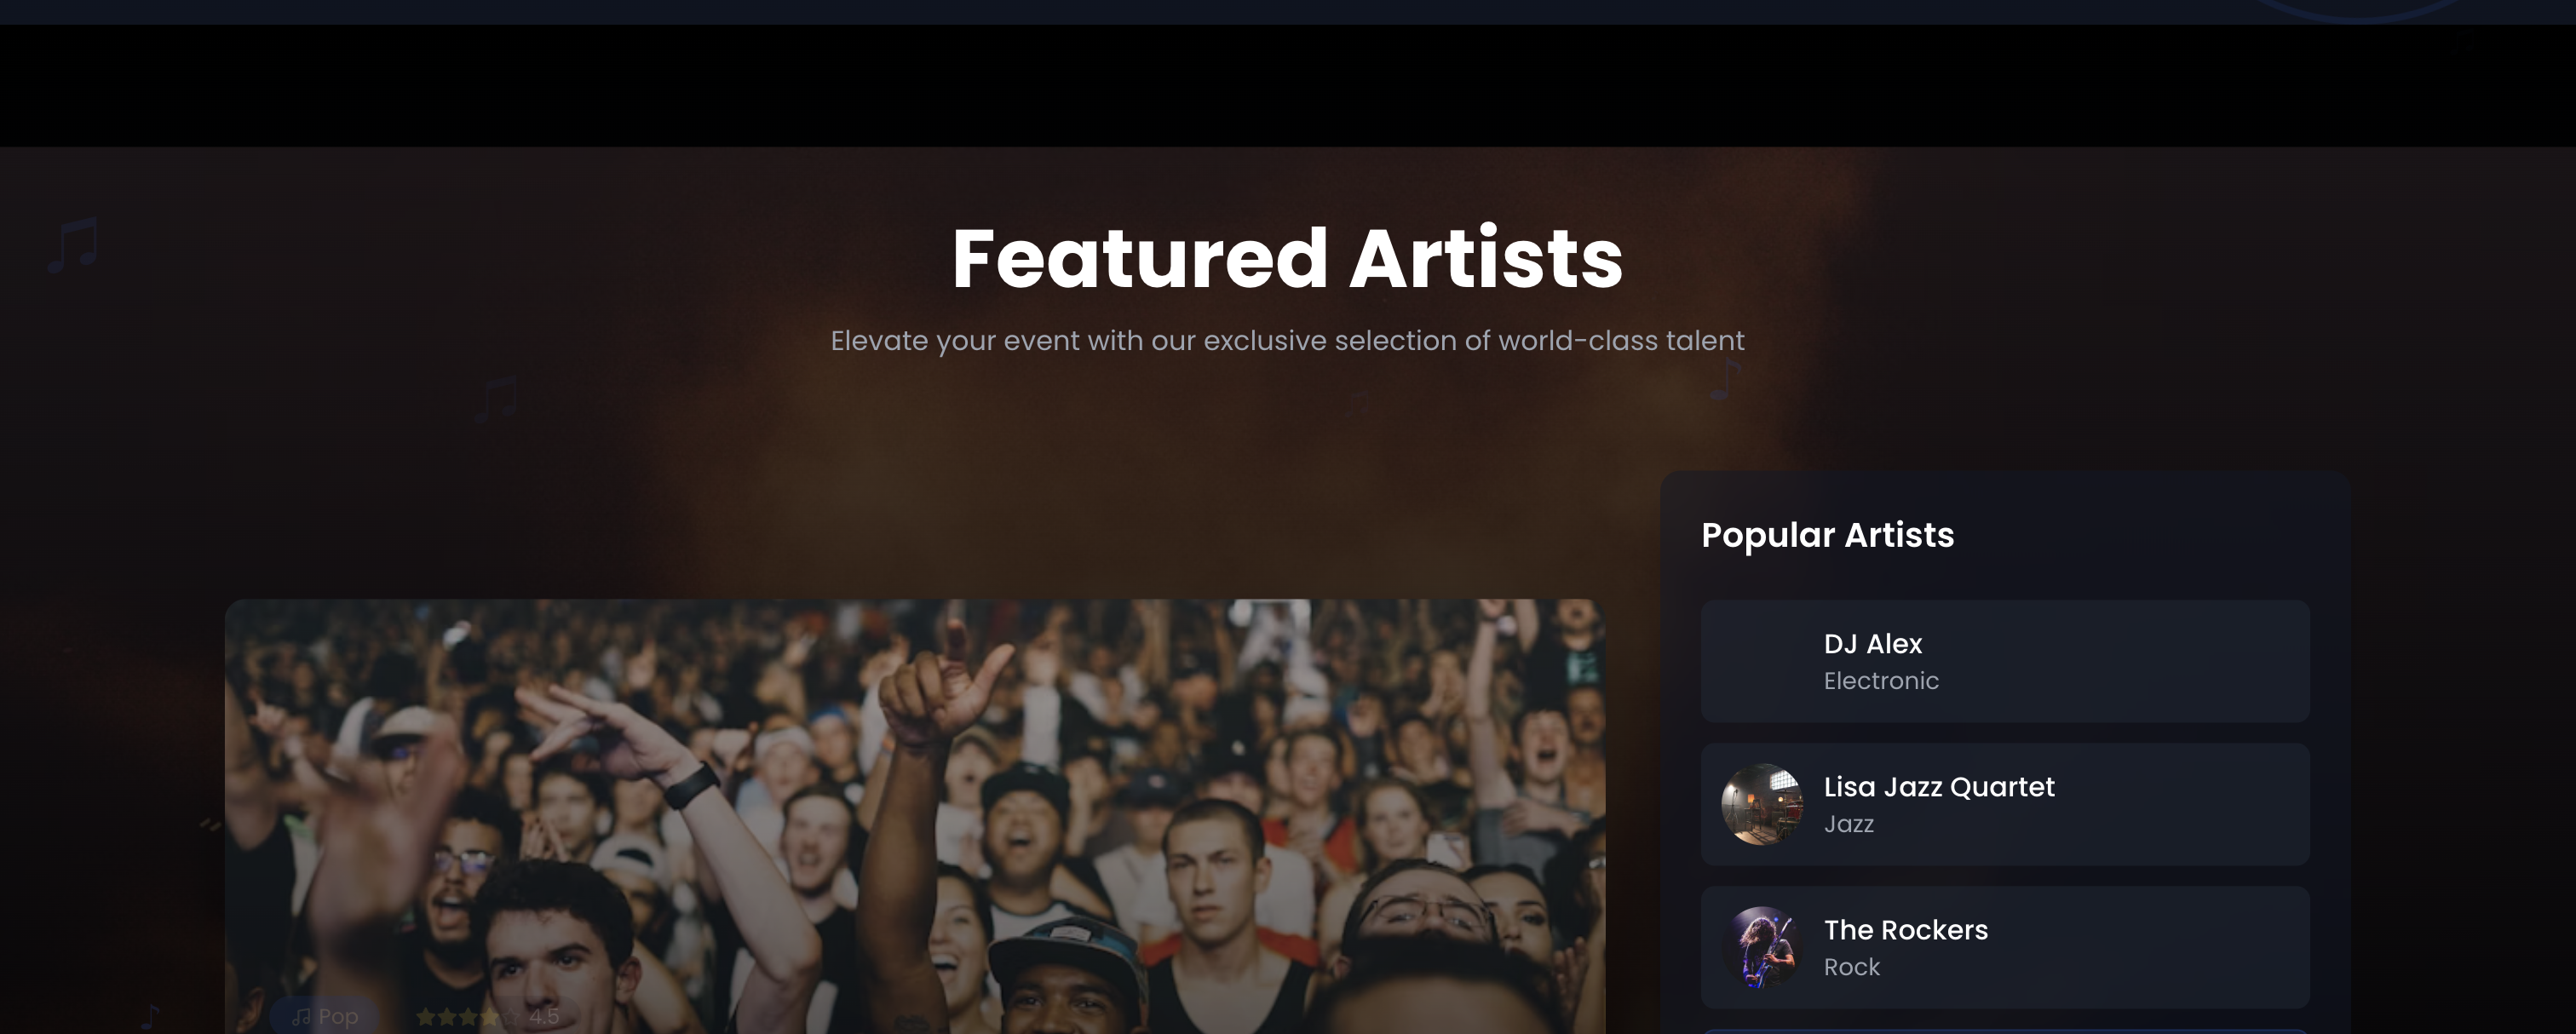 Featured Artists
Elevate your event with our exclusive selection of world-class talent
Popular Artists
DJ Alex
Electronic
Lisa Jazz Quartet
Jazz
The Rockers
Rock
Pop
4.5